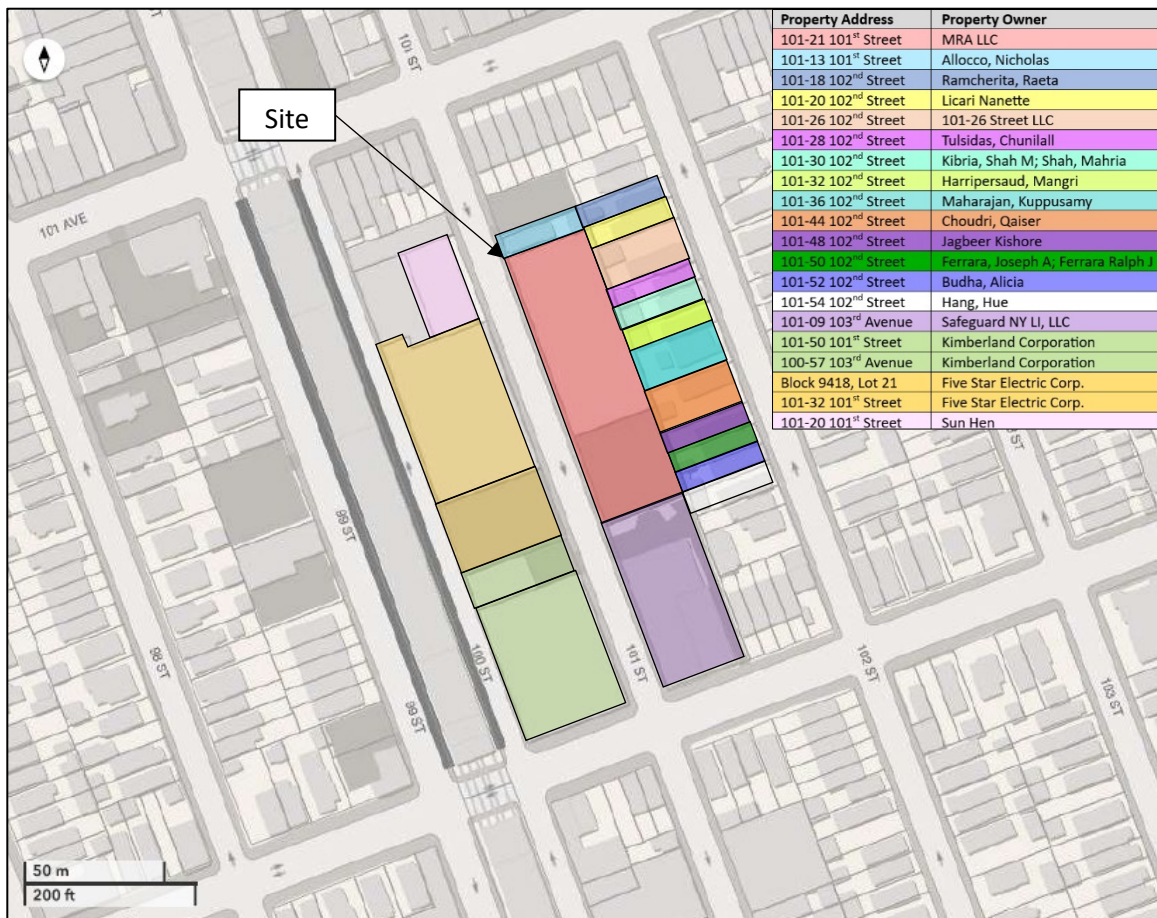 Property Address Property Owner
101-21 101st Street MRA LLC
101-13 101st Street Allocco, Nicholas
101-18 102nd Street Ramcherita, Raeta
101-20 102nd Street Licari Nanette
101-26 102nd Street 101-26 Street LLC
101-28 102nd Street Tulsidas, Chunilall
101-30 102nd Street Kibria, Shah M; Shah, Mahria
101-32 102nd Street Harripersaud, Mangri
101-36 102nd Street Maharajan, Kuppusamy
101-44 102nd Street Choudri, Qaiser
101-48 102nd Street Jagbeer Kishore
101-50 102nd Street Ferrara, Joseph A; Ferrara Ralph J
101-52 102nd Street Budha, Alicia
101-54 102nd Street Hang, Hue
101-09 103rd Avenue Safeguard NY LI, LLC
101-50 101st Street Kimberland Corporation
100-57 103rd Avenue Kimberland Corporation
Block 9418, Lot 21 Five Star Electric Corp.
101-32 101st Street Five Star Electric Corp.
101-20 101st Street Sun Hen
101 ST
Site
101 AVE
99 ST
98 ST
99 ST
100 ST
101 ST
102 ST
103 ST
50 m
200 ft